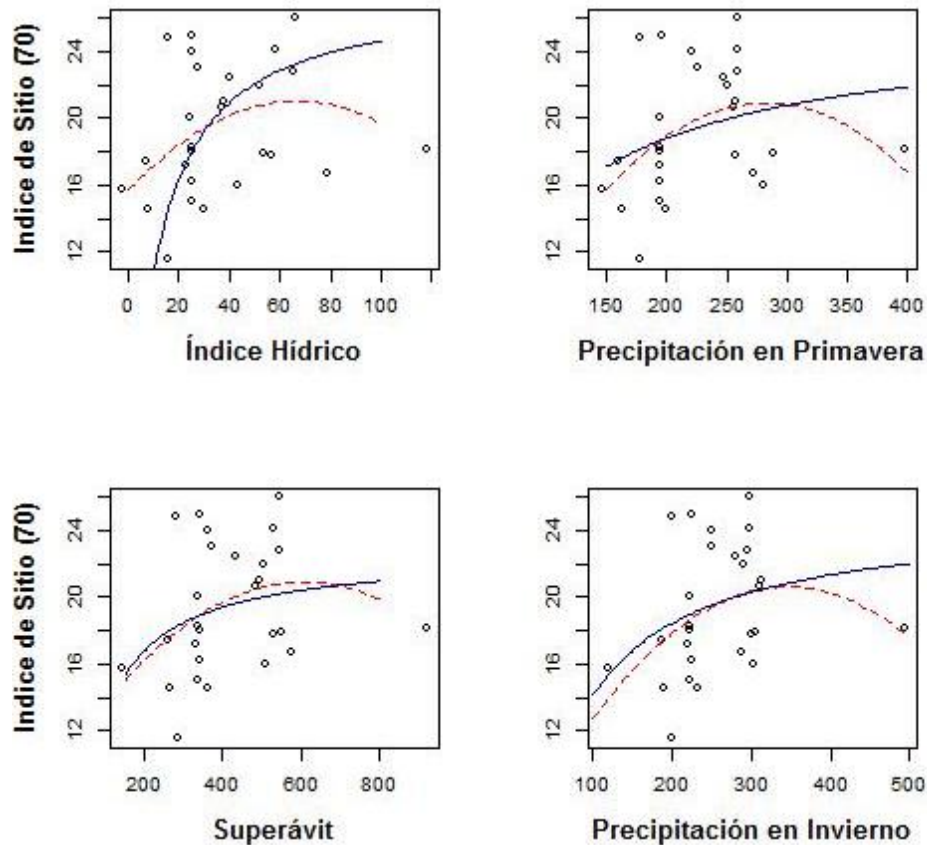 Indice de Sitio (70)
24
20
16
12
0 20 40 60 80 100
Índice Hídrico
24
20
16
12
150 200 250 300 350 400
Precipitación en Primavera
Indice de Sitio (70)
24
20
16
12
200 400 600 800
Superávit
24
20
16
12
100 200 300 400 500
Precipitación en Invierno